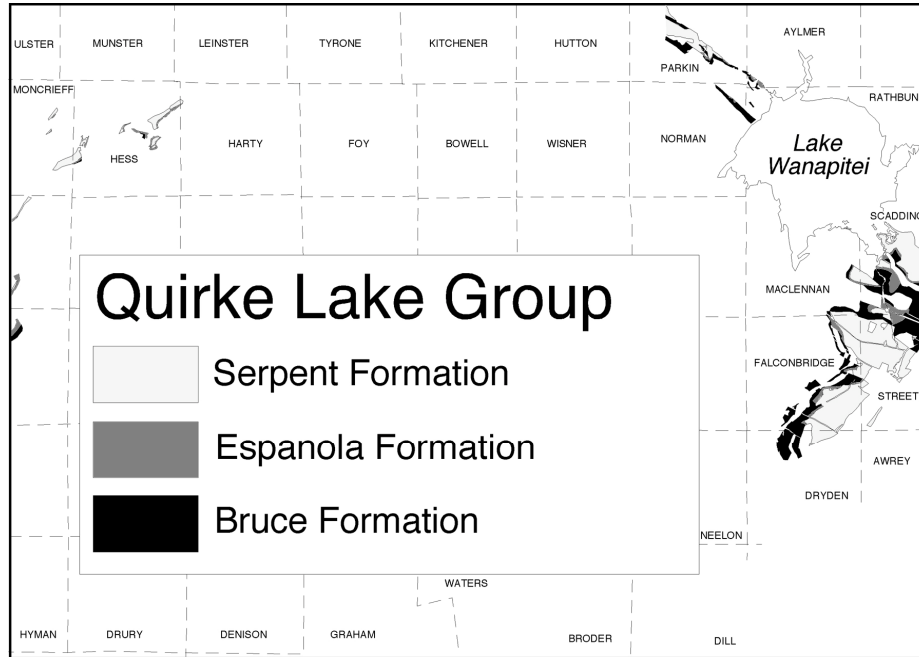 AYLMER
ULSTER MUNSTER LEINSTER TYRONE KITCHENER HUTTON
PARKIN
MONCRIEFF
RATHBUN
HESS HARTY FOY BOWELL WISNER NORMAN
Lake
Wanapitei
SCADDING
MACLENNAN
Quirke Lake Group
Serpent Formation
Espanola Formation
Bruce Formation
FALCONBRIDGE
STREET
AWREY
DRYDEN
NEELON
WATERS
HYMAN DRURY DENISON GRAHAM BRODER DILL